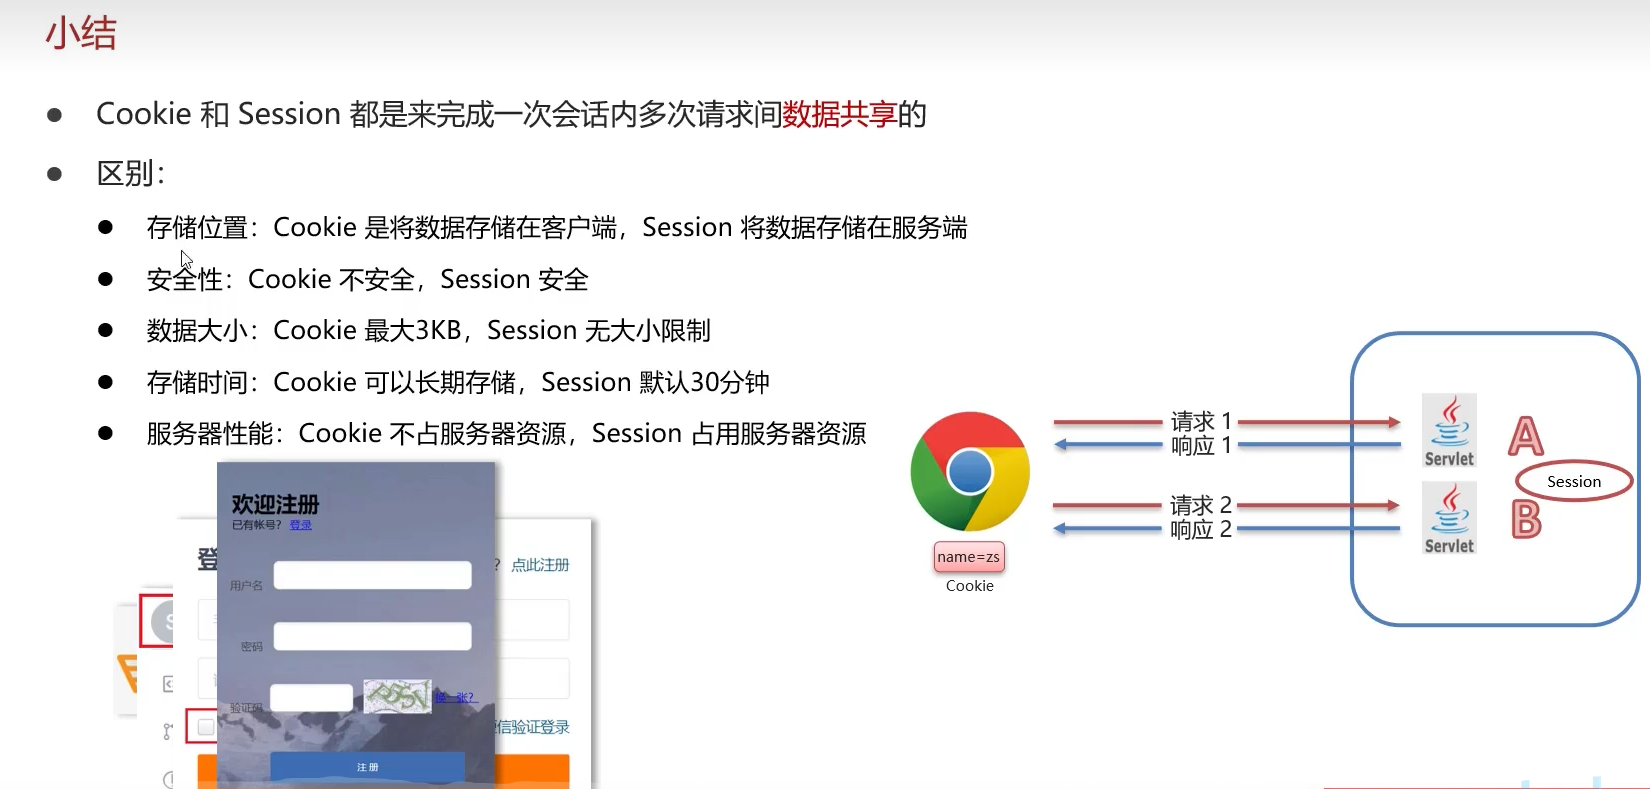 小结
Cookie 和 Session 都是来完成一次会话内多次请求间数据共享的
区别：
存储位置：Cookie 是将数据存储在客户端，Session 将数据存储在服务端
安全性：Cookie 不安全，Session 安全
数据大小：Cookie 最大3KB，Session 无大小限制
存储时间：Cookie 可以长期存储，Session 默认30分钟
服务器性能：Cookie 不占服务器资源，Session 占用服务器资源
请求 1
响应 1
Servlet
A
Session
请求 2
响应 2
Servlet
B
name=zs
Cookie
欢迎注册
已有帐号？ 登录
登
？ 点此注册
用户名
密码
验证码
换一张？
信验证登录
注 册